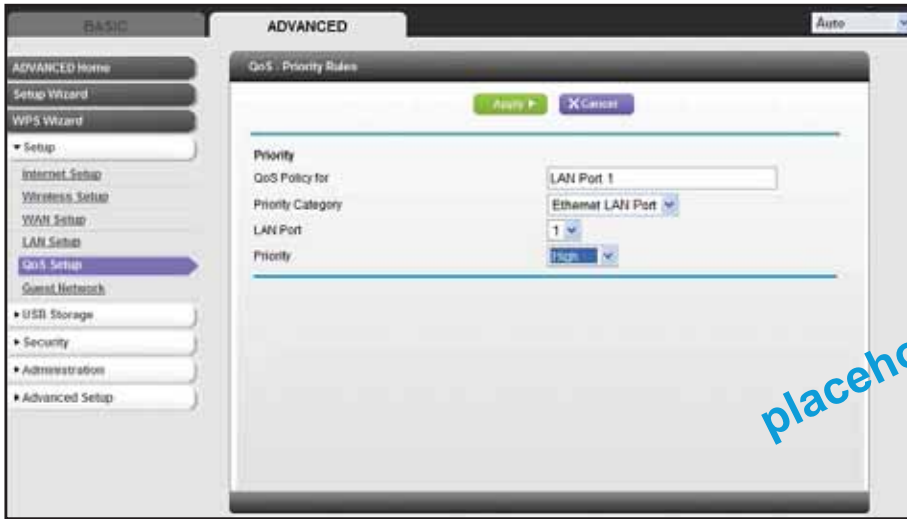 BASIC
ADVANCED
Auto
ADVANCED Home
Setup Wizard
WPS Wizard
Setup
Internet Setup
Wireless Setup
WAN Setup
LAN Setup
QoS Setup
Guest Network
USB Storage
Security
Administration
Advanced Setup
QoS - Priority Rules
Apply
X Cancel
Priority
QoS Policy for LAN Port 1
Priority Category Ethernet LAN Port
LAN Port 1
Priority High
placeho